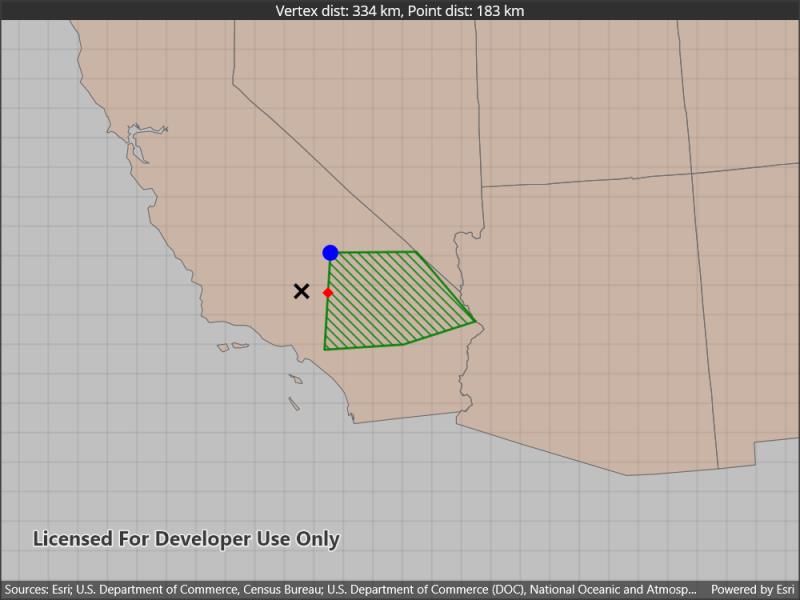 Vertex dist: 334 km, Point dist: 183 km
Licensed For Developer Use Only
Sources: Esri; U.S. Department of Commerce, Census Bureau; U.S. Department of Commerce (DOC), National Oceanic and Atmosp... Powered by Esri